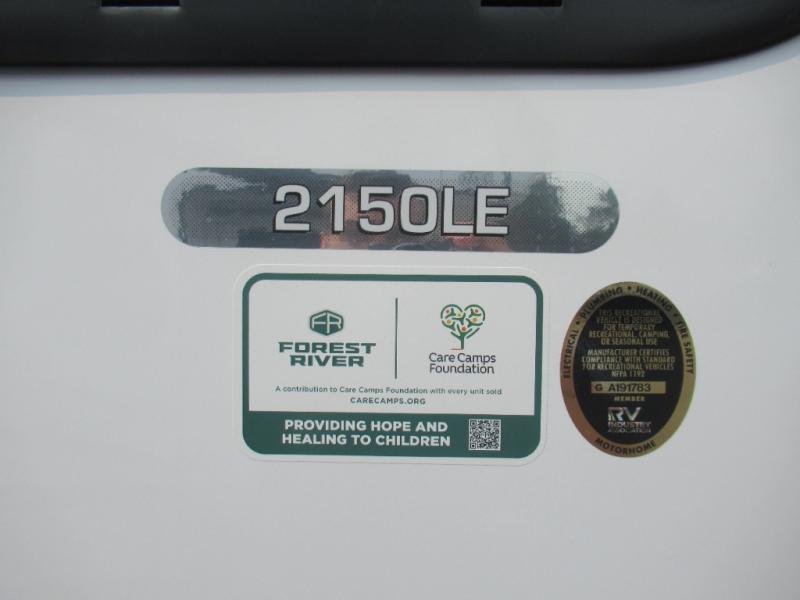 2150LE
FR
FOREST
RIVER
Care Camps
Foundation
A contribution to Care Camps Foundation with every unit sold
CARECAMPS.ORG
PROVIDING HOPE AND
HEALING TO CHILDREN
ELECTRICAL • PLUMBING • HEATING • FIRE SAFETY
THIS RECREATIONAL
VEHICLE IS DESIGNED
FOR TEMPORARY
RECREATIONAL, CAMPING,
OR SEASONAL USE
MANUFACTURER CERTIFIES
COMPLIANCE WITH STANDARD
FOR RECREATIONAL VEHICLES
NFPA 1192
G A191783
MEMBER
RV
INDUSTRY
ASSOCIATION
MOTORHOME